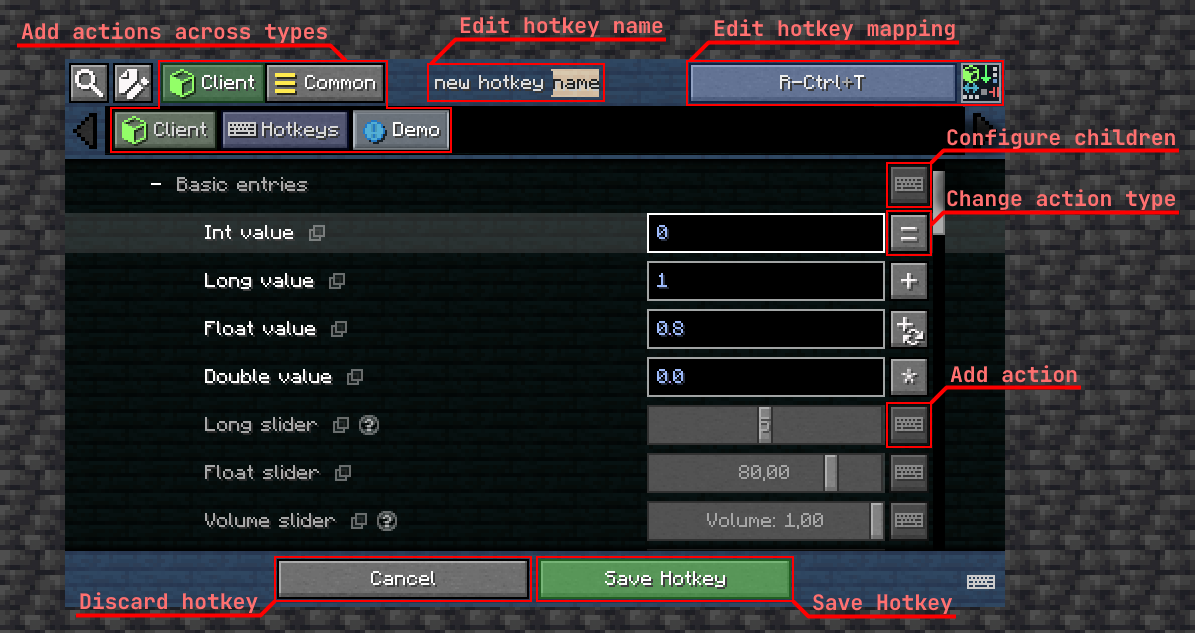 Add actions across types
Edit hotkey name
Edit hotkey mapping
Client
Common
new hotkey name
R-Ctrl+T
Client
Hotkeys
Demo
Configure children
Basic entries
Change action type
Int value
0
=
Long value
1
+
Float value
0.8
+
Double value
0.0
*
Add action
Long slider
?
Float slider
80,00
Volume slider
?
Volume: 1,00
Cancel
Save Hotkey
Discard hotkey
Save Hotkey